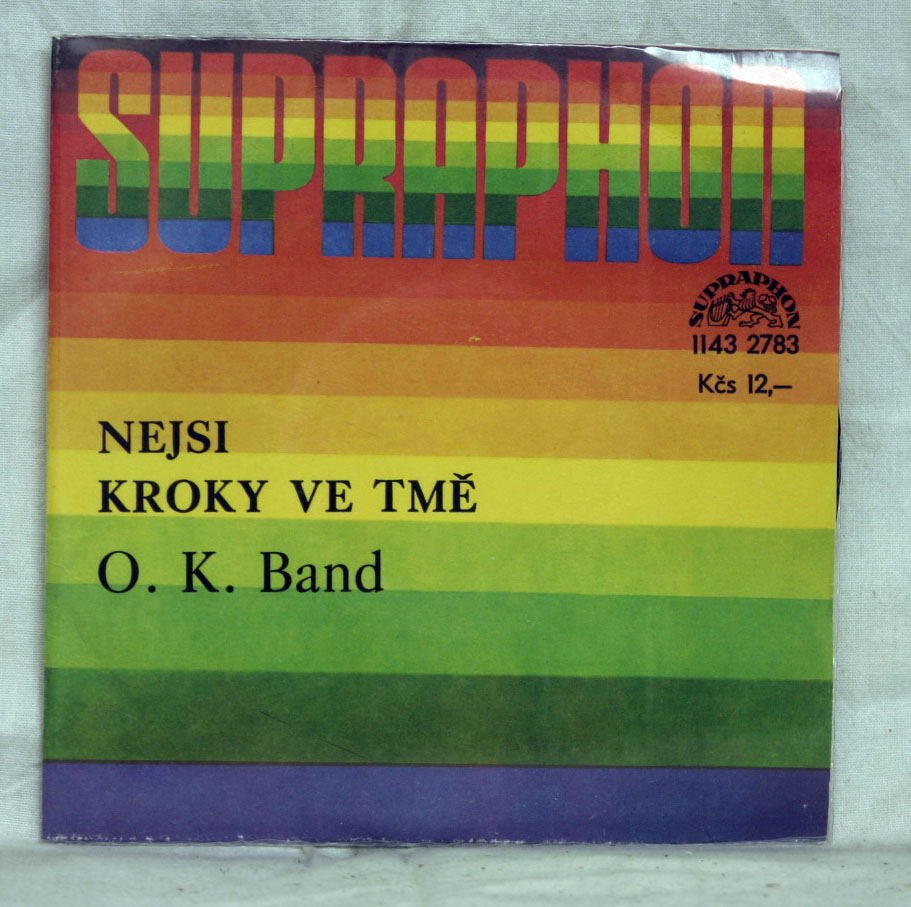 SUPRAPHON
SUPRAPHON
1143 2783
Kčs 12,—
NEJSI
KROKY VE TMĚ
O. K. Band